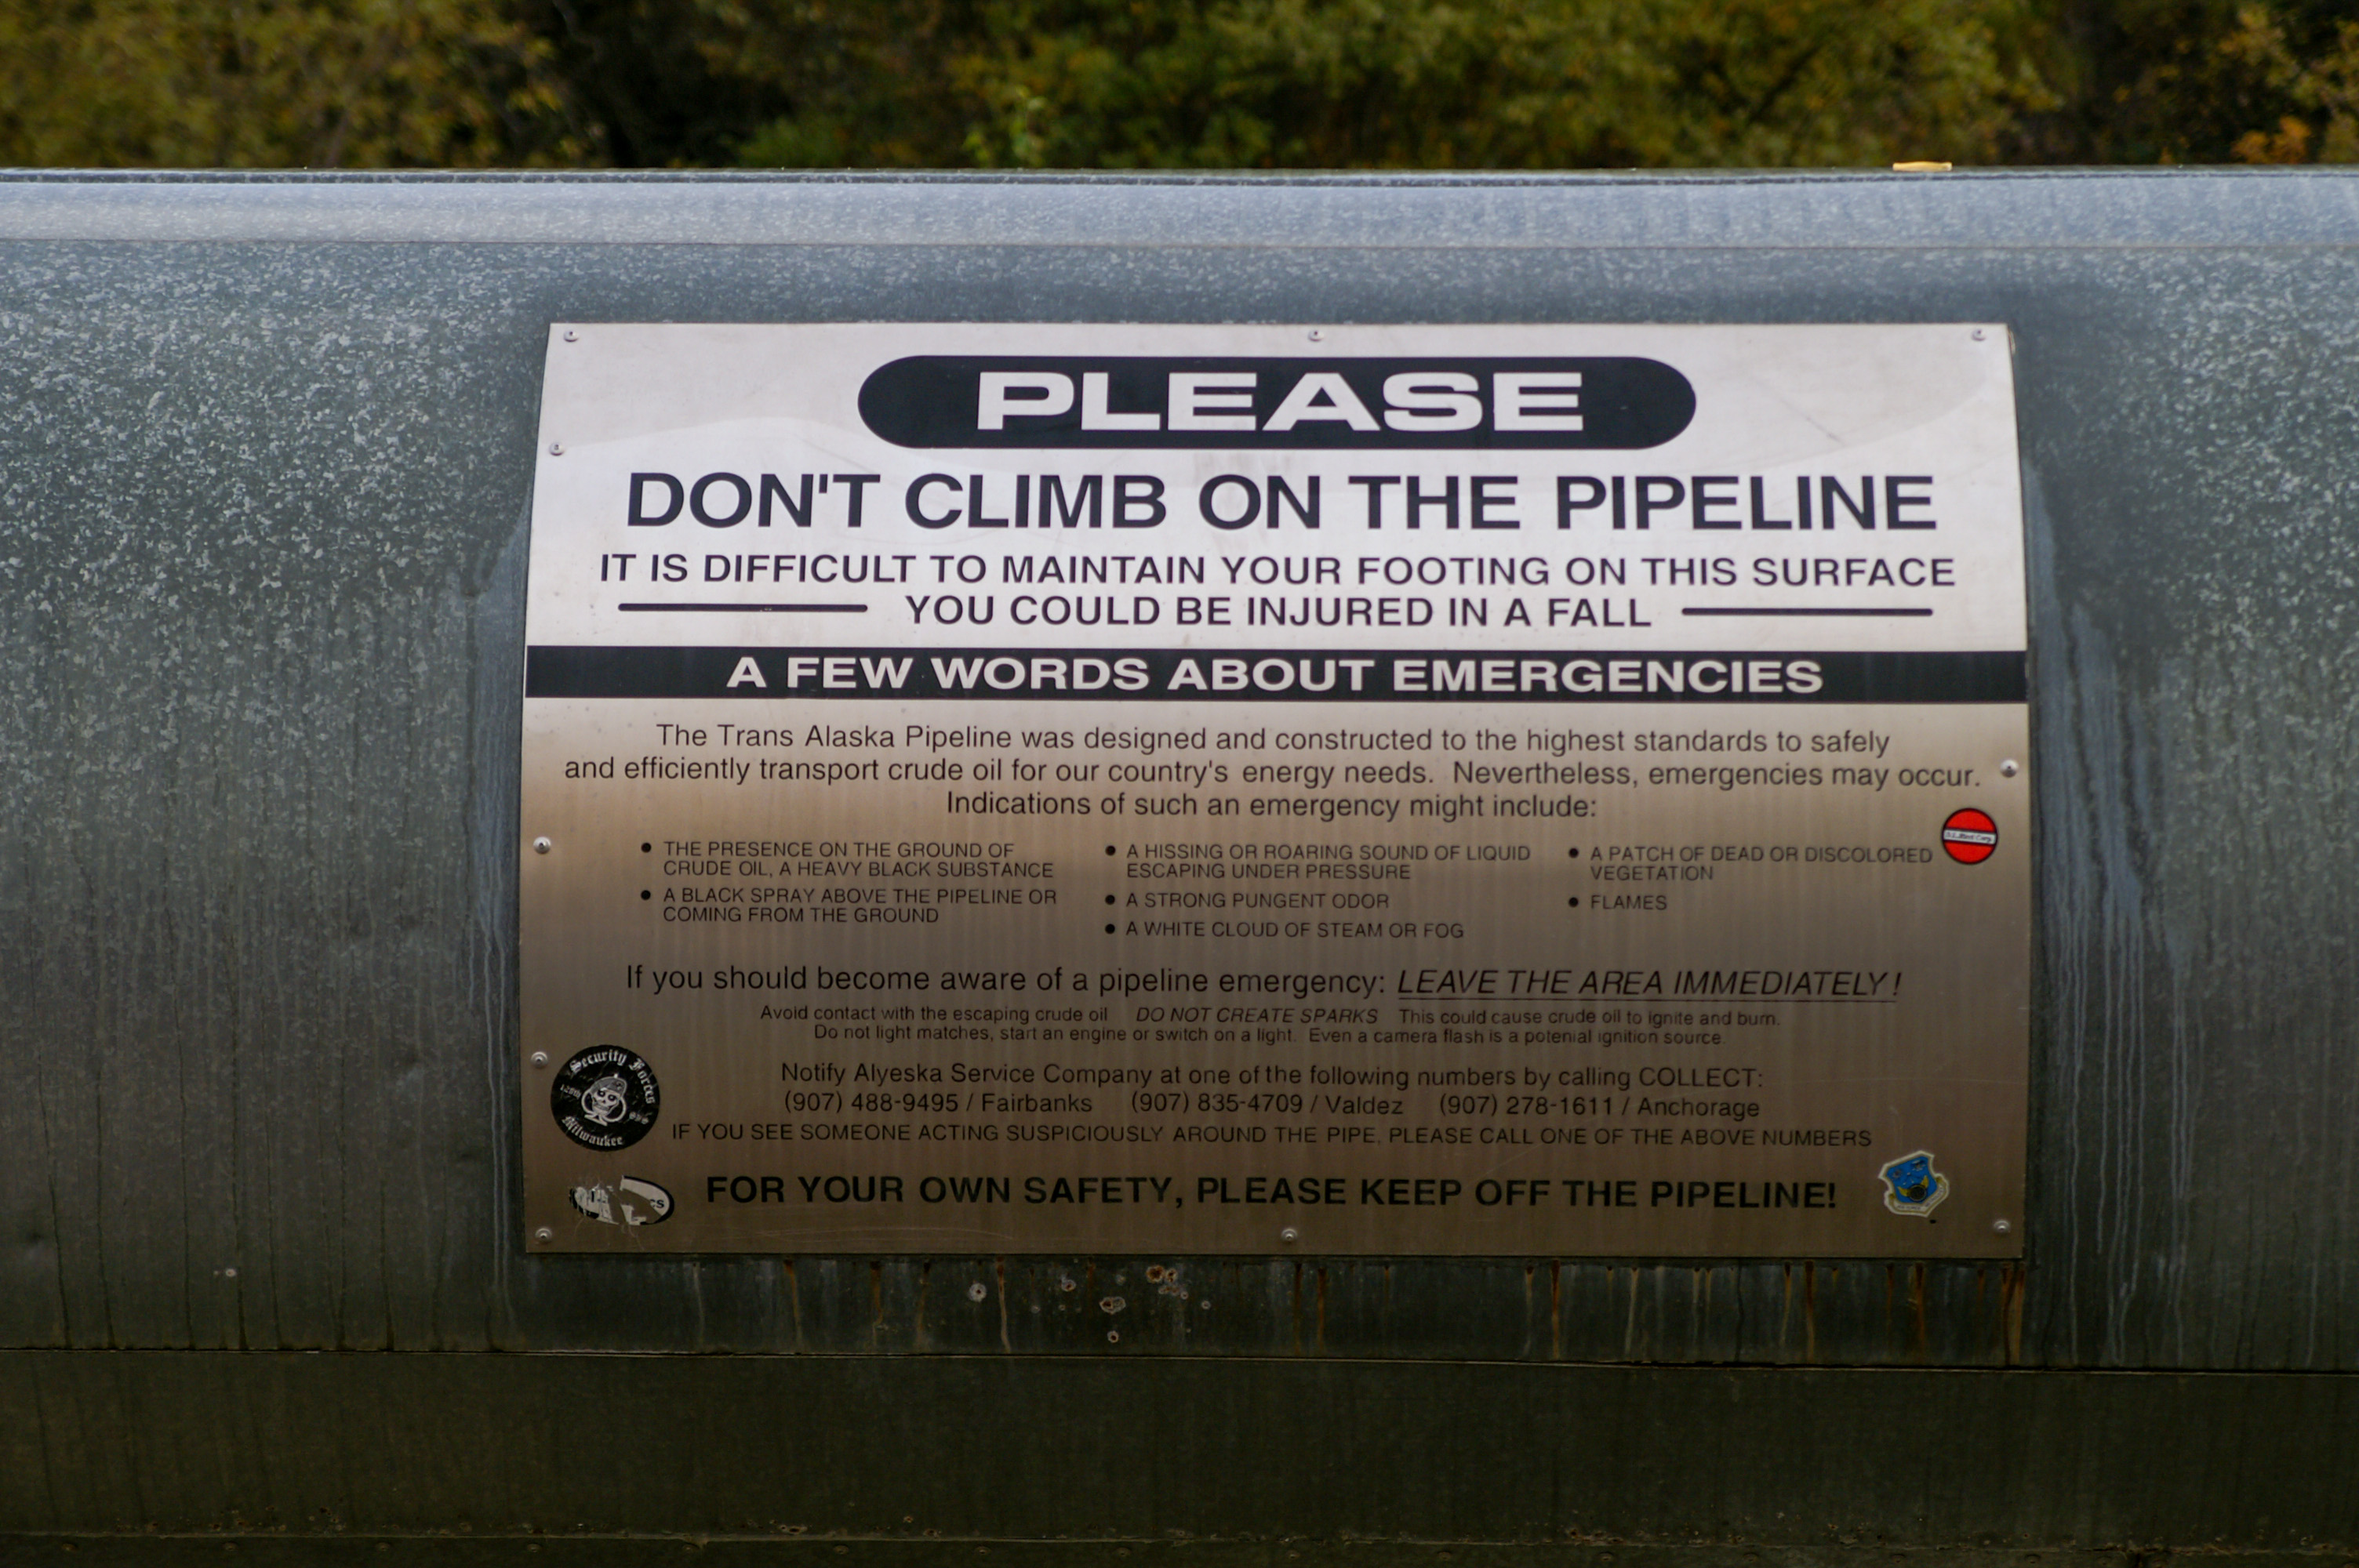 PLEASE
DON'T CLIMB ON THE PIPELINE
IT IS DIFFICULT TO MAINTAIN YOUR FOOTING ON THIS SURFACE
YOU COULD BE INJURED IN A FALL
A FEW WORDS ABOUT EMERGENCIES
The Trans Alaska Pipeline was designed and constructed to the highest standards to safely
and efficiently transport crude oil for our country's energy needs. Nevertheless, emergencies may occur.
Indications of such an emergency might include:
• THE PRESENCE ON THE GROUND OF
CRUDE OIL, A HEAVY BLACK SUBSTANCE
• A BLACK SPRAY ABOVE THE PIPELINE OR
COMING FROM THE GROUND
• A HISSING OR ROARING SOUND OF LIQUID
ESCAPING UNDER PRESSURE
• A STRONG PUNGENT ODOR
• A WHITE CLOUD OF STEAM OR FOG
• A PATCH OF DEAD OR DISCOLORED
VEGETATION
• FLAMES
If you should become aware of a pipeline emergency: LEAVE THE AREA IMMEDIATELY!
Avoid contact with the escaping crude oil DO NOT CREATE SPARKS This could cause crude oil to ignite and burn.
Do not light matches, start an engine or switch on a light. Even a camera flash is a potenial ignition source.
Notify Alyeska Service Company at one of the following numbers by calling COLLECT:
(907) 488-9495 / Fairbanks (907) 835-4709 / Valdez (907) 278-1611 / Anchorage
IF YOU SEE SOMEONE ACTING SUSPICIOUSLY AROUND THE PIPE, PLEASE CALL ONE OF THE ABOVE NUMBERS
FOR YOUR OWN SAFETY, PLEASE KEEP OFF THE PIPELINE!
Security Forces
Milwaukee